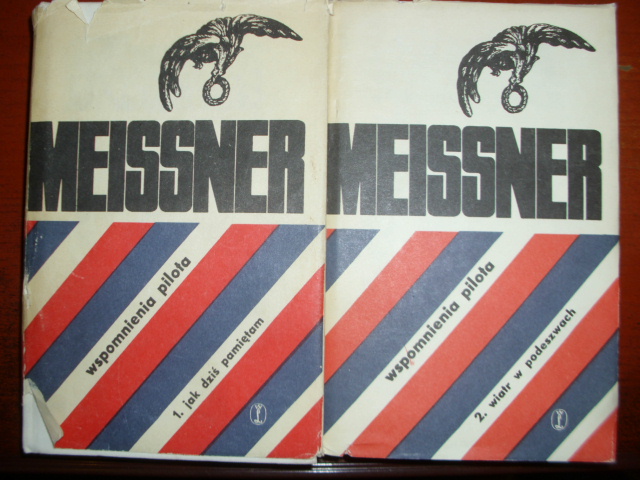 MEISSNER
wspomnienia pilota
1. jak dziś pamiętam
MEISSNER
wspomnienia pilota
2. wiatr w podeszwach